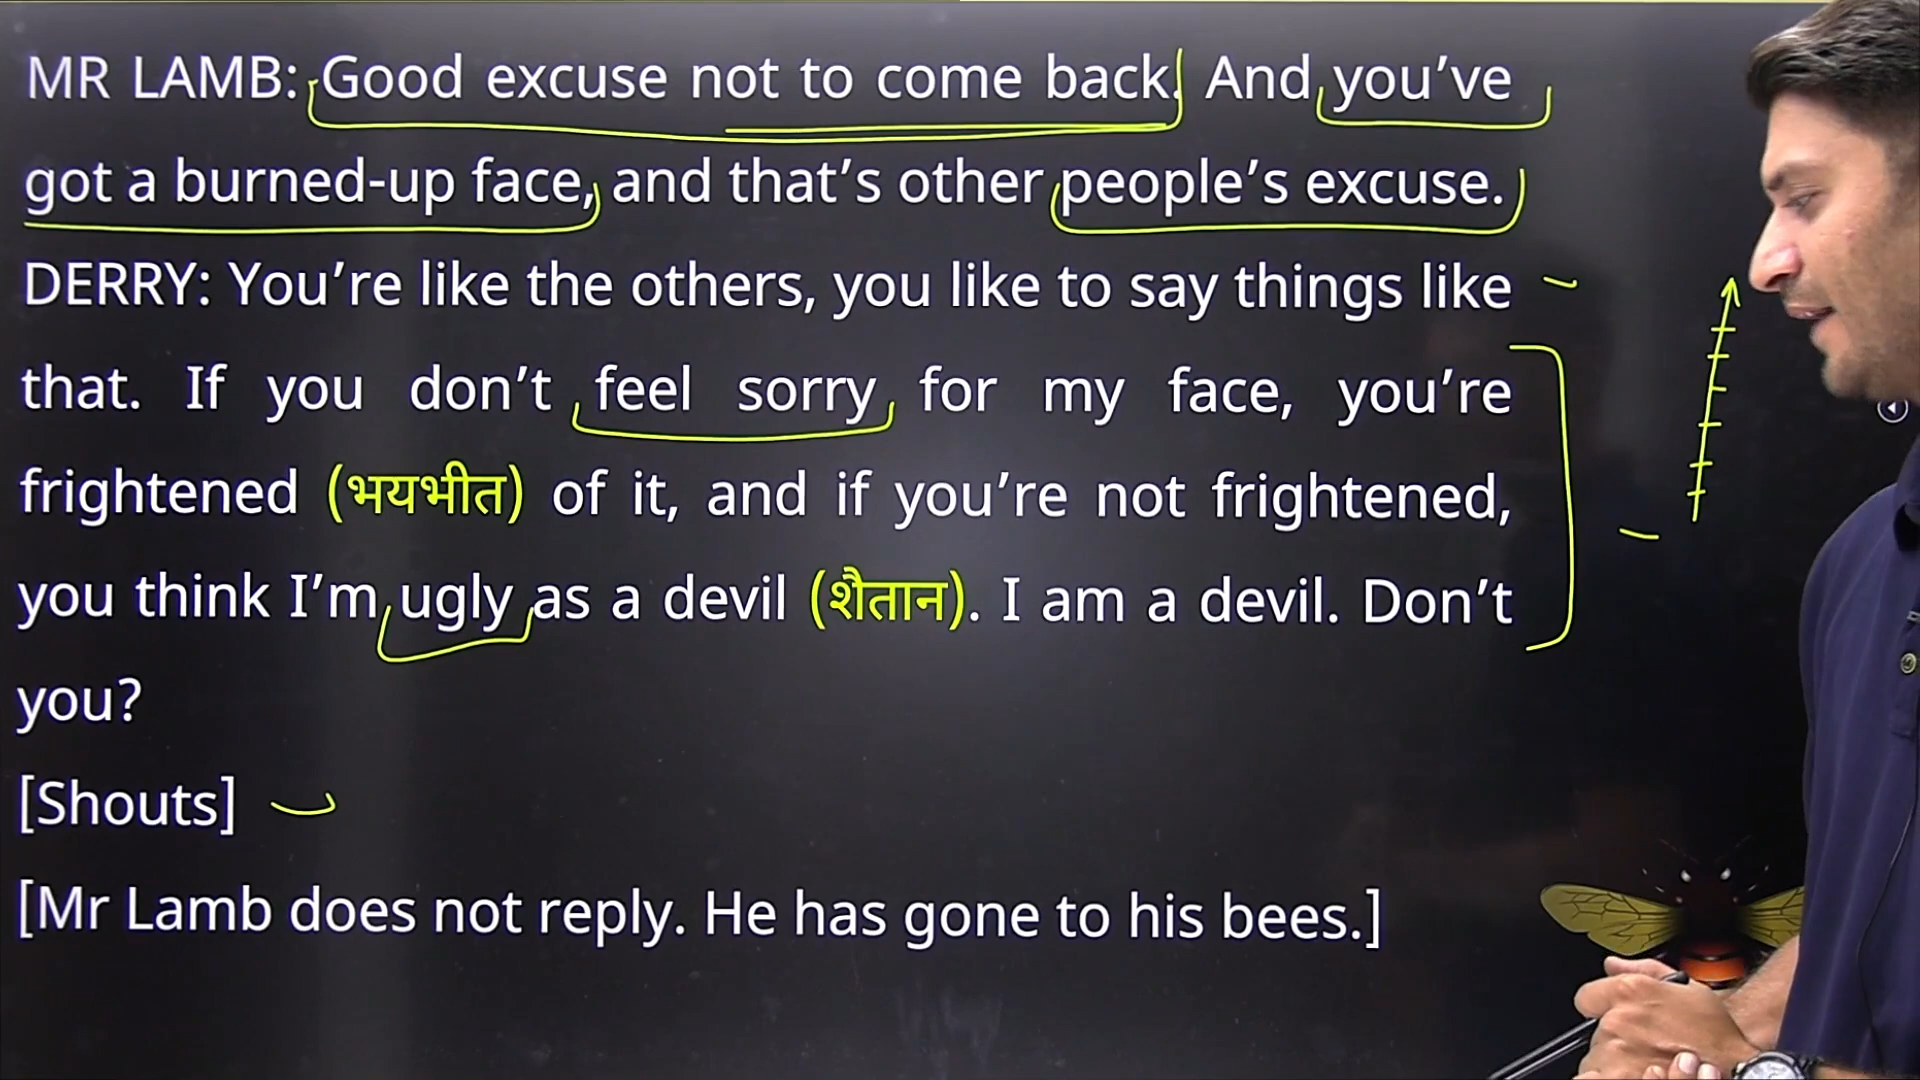 MR LAMB: Good excuse not to come back. And you’ve
got a burned-up face, and that’s other people’s excuse.
DERRY: You’re like the others, you like to say things like
that. If you don’t feel sorry for my face, you’re
frightened (भयभीत) of it, and if you’re not frightened,
you think I’m ugly as a devil (शैतान). I am a devil. Don’t
you?
[Shouts]
[Mr Lamb does not reply. He has gone to his bees.]